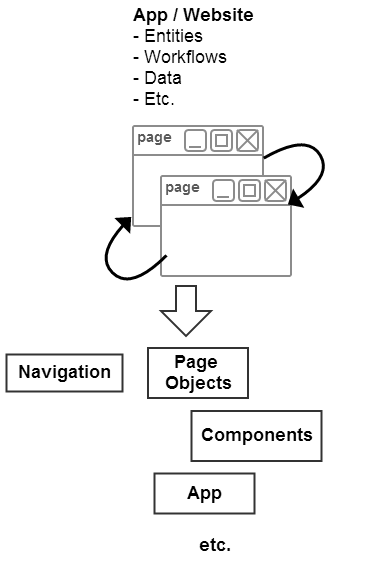 App / Website
- Entities
- Workflows
- Data
- Etc.
page
page
Navigation
Page
Objects
Components
App
etc.